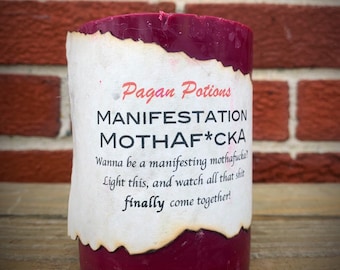 Pagan Potions
MANIFESTATION
MOTHAF*CKA
Wanna be a manifesting mothafucka?
Light this, and watch all that shit
finally come together!